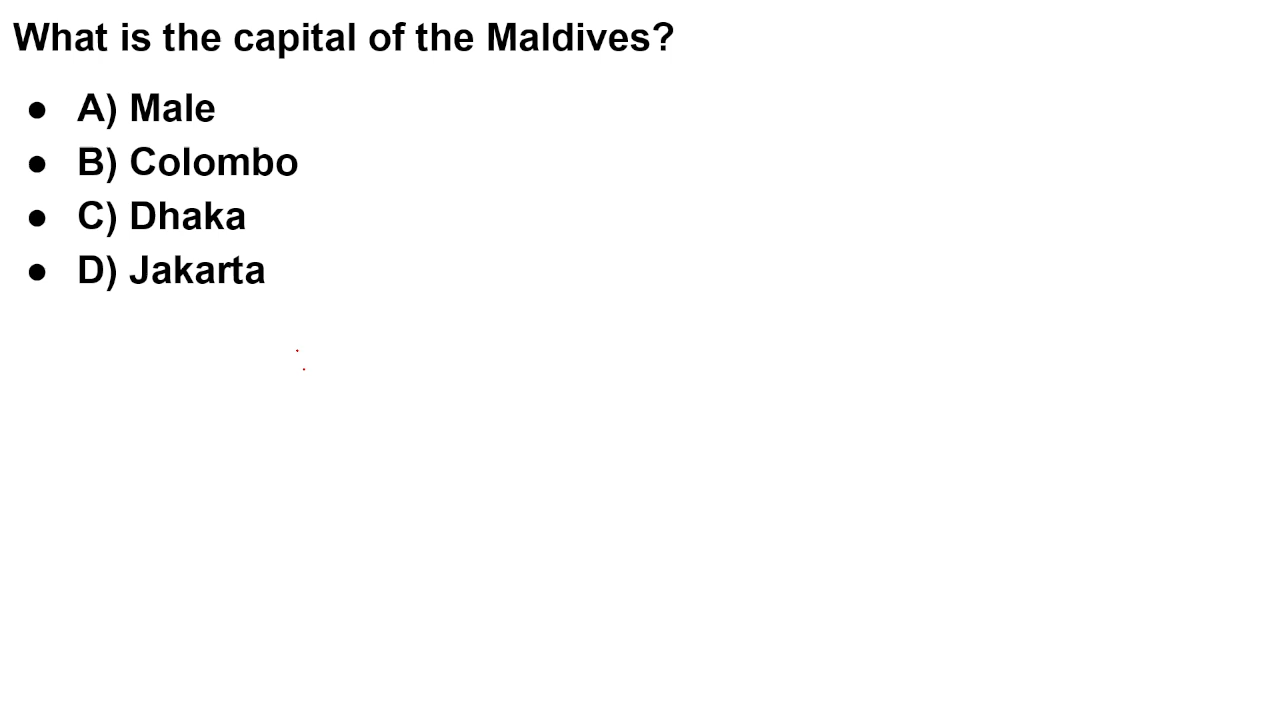 What is the capital of the Maldives?
● A) Male
● B) Colombo
● C) Dhaka
● D) Jakarta